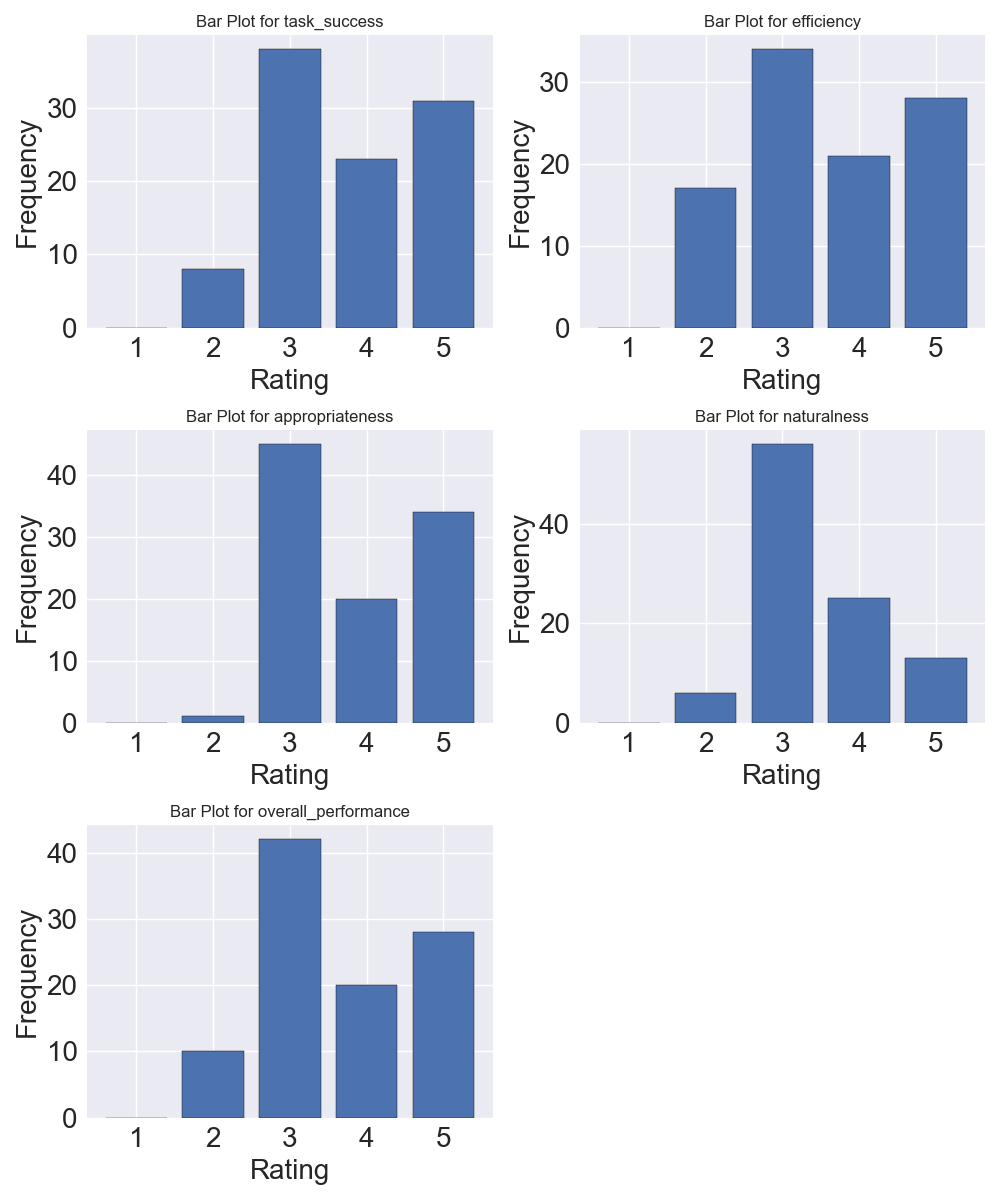 Bar Plot for task_success
Frequency
30
20
10
0
1 2 3 4 5
Rating
Bar Plot for efficiency
Frequency
30
20
10
0
1 2 3 4 5
Rating
Bar Plot for appropriateness
Frequency
40
30
20
10
0
1 2 3 4 5
Rating
Bar Plot for naturalness
Frequency
40
20
0
1 2 3 4 5
Rating
Bar Plot for overall_performance
Frequency
40
30
20
10
0
1 2 3 4 5
Rating